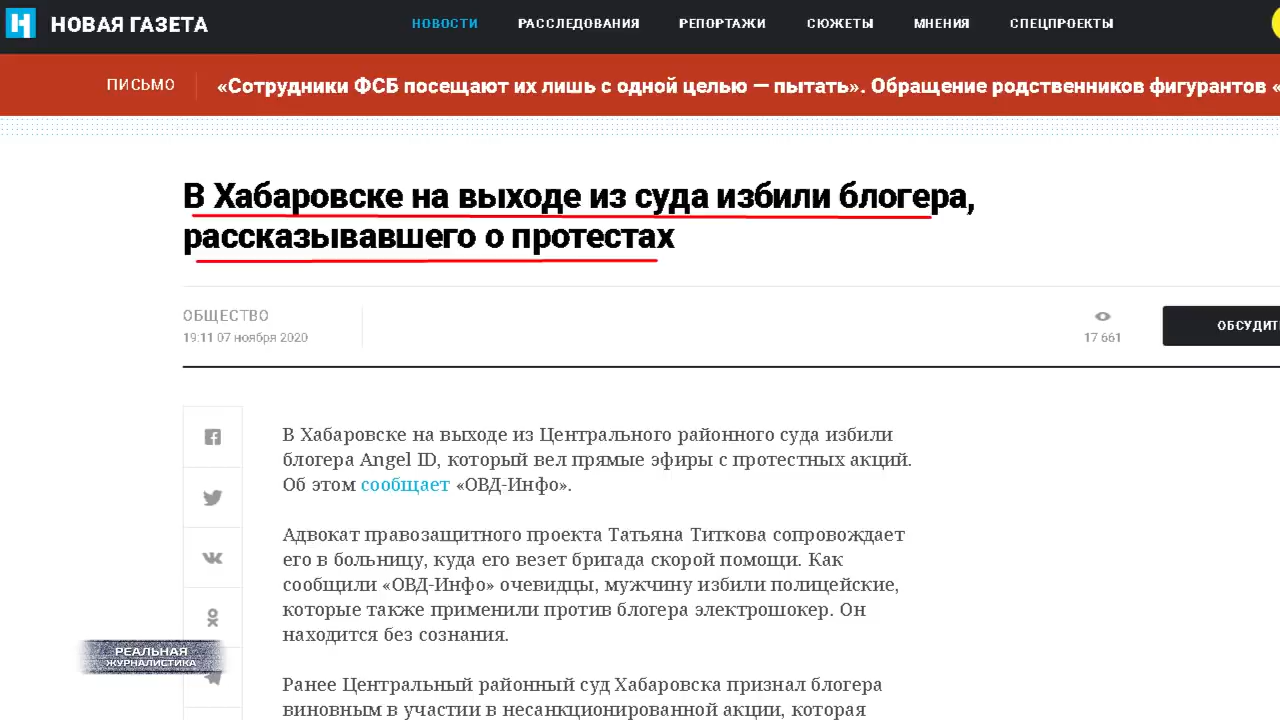 НОВАЯ ГАЗЕТА
НОВОСТИ РАССЛЕДОВАНИЯ РЕПОРТАЖИ СЮЖЕТЫ МНЕНИЯ СПЕЦПРОЕКТЫ
ПИСЬМО «Сотрудники ФСБ посещают их лишь с одной целью — пытать». Обращение родственников фигурантов «
В Хабаровске на выходе из суда избили блогера,
рассказывавшего о протестах
ОБЩЕСТВО
19:11 07 ноября 2020
17 661
ОБСУДИТ
В Хабаровске на выходе из Центрального районного суда избили
блогера Angel ID, который вел прямые эфиры с протестных акций.
Об этом сообщает «ОВД-Инфо».
Адвокат правозащитного проекта Татьяна Титкова сопровождает
его в больницу, куда его везет бригада скорой помощи. Как
сообщили «ОВД-Инфо» очевидцы, мужчину избили полицейские,
которые также применили против блогера электрошокер. Он
находится без сознания.
РЕАЛЬНАЯ
ЖУРНАЛИСТИКА
Ранее Центральный районный суд Хабаровска признал блогера
виновным в участии в несанкционированной акции, которая